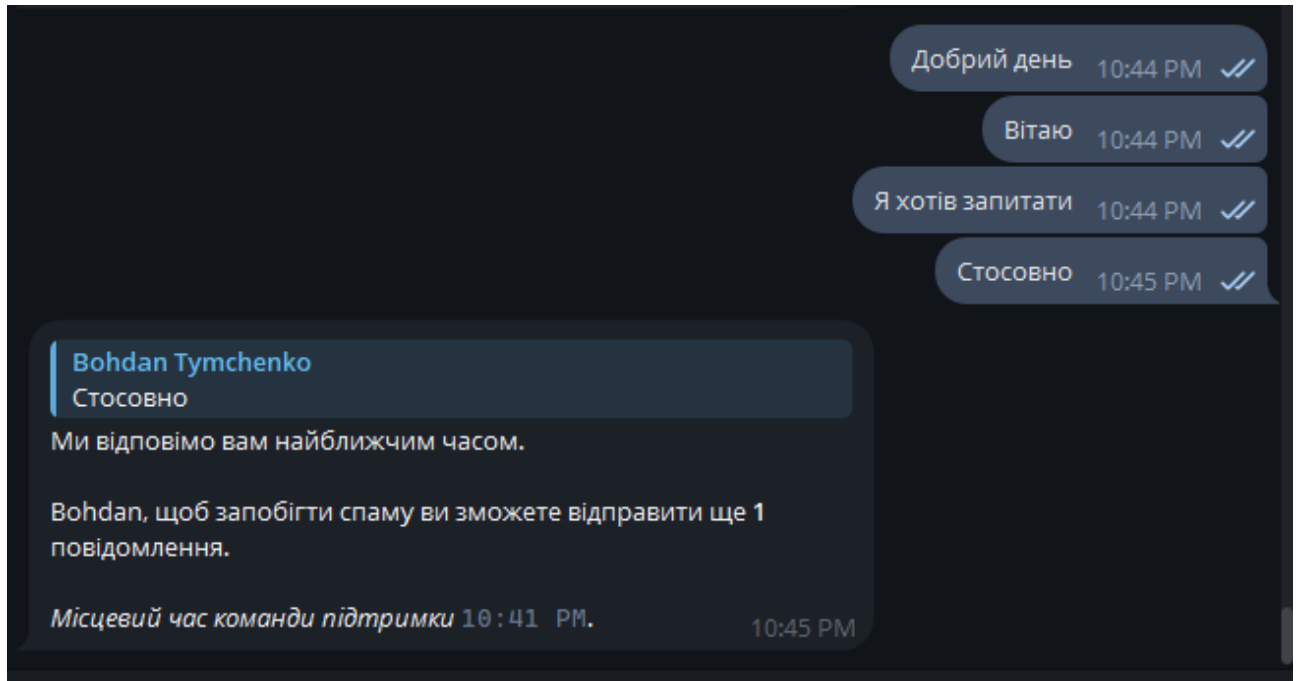 Добрий день 10:44 PM
Вітаю 10:44 PM
Я хотів запитати 10:44 PM
Стосовно 10:45 PM
Bohdan Tymchenko
Стосовно
Ми відповімо вам найближчим часом.
Bohdan, щоб запобігти спаму ви зможете відправити ще 1
повідомлення.
Місцевий час команди підтримки 10:41 PM.
10:45 PM